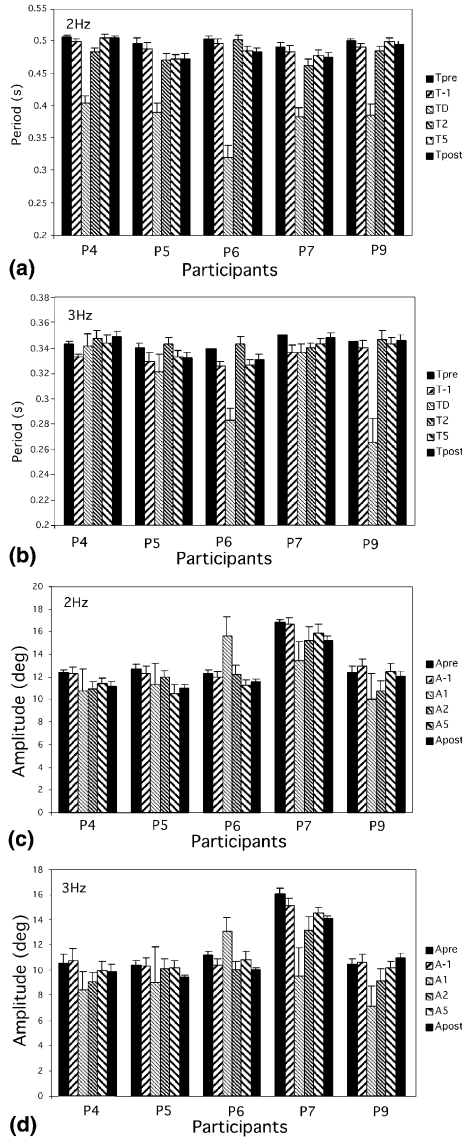 2Hz
0.55
0.5
0.45
0.4
0.35
0.3
0.25
0.2
Period (s)
Tpre
T-1
TD
T2
T5
Tpost
P4 P5 P6 P7 P9
(a) Participants
3Hz
0.38
0.36
0.34
0.32
0.3
0.28
0.26
0.24
0.22
0.2
Period (s)
Tpre
T-1
TD
T2
T5
Tpost
P4 P5 P6 P7 P9
(b) Participants
2Hz
20
18
16
14
12
10
8
6
4
2
0
Amplitude (deg)
Apre
A-1
A1
A2
A5
Apost
P4 P5 P6 P7 P9
(c) Participants
3Hz
18
16
14
12
10
8
6
4
2
0
Amplitude (deg)
Apre
A-1
A1
A2
A5
Apost
P4 P5 P6 P7 P9
(d) Participants